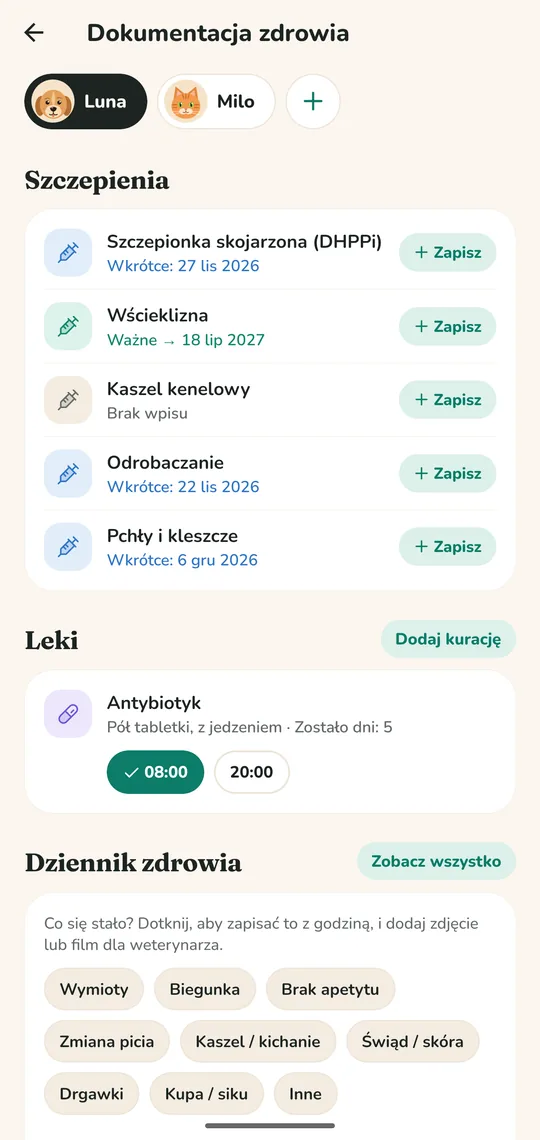 Dokumentacja zdrowia
Luna
Milo
Szczepienia
Szczepionka skojarzona (DHPPi)
Wkrótce: 27 lis 2026
+ Zapisz
Wścieklizna
Ważne → 18 lip 2027
+ Zapisz
Kaszel kenelowy
Brak wpisu
+ Zapisz
Odrobaczanie
Wkrótce: 22 lis 2026
+ Zapisz
Pchły i kleszcze
Wkrótce: 6 gru 2026
+ Zapisz
Leki
Dodaj kurację
Antybiotyk
Pół tabletki, z jedzeniem · Zostało dni: 5
08:00
20:00
Dziennik zdrowia
Zobacz wszystko
Co się stało? Dotknij, aby zapisać to z godziną, i dodaj zdjęcie
lub film dla weterynarza.
Wymioty
Biegunka
Brak apetytu
Zmiana picia
Kaszel / kichanie
Świąd / skóra
Drgawki
Kupa / siku
Inne